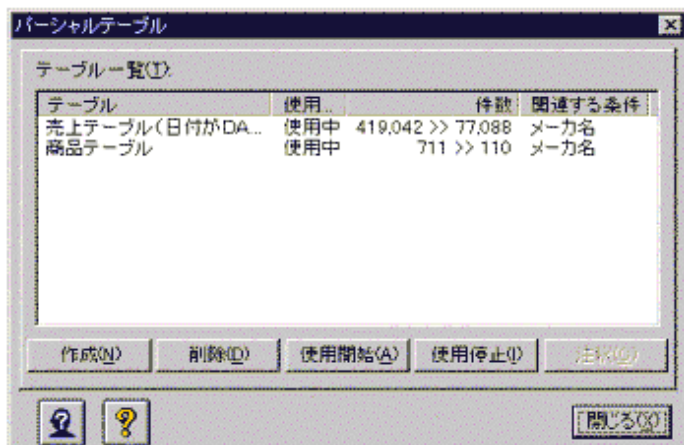 パーシャルテーブル
テーブル一覧(T):
テーブル 使用... 件数 関連する条件
売上テーブル(日付がDA... 使用中 419,042 >> 77,088 メーカ名
商品テーブル 使用中 711 >> 110 メーカ名
作成(N) 削除(D) 使用開始(A) 使用停止(I)
閉じる(X)